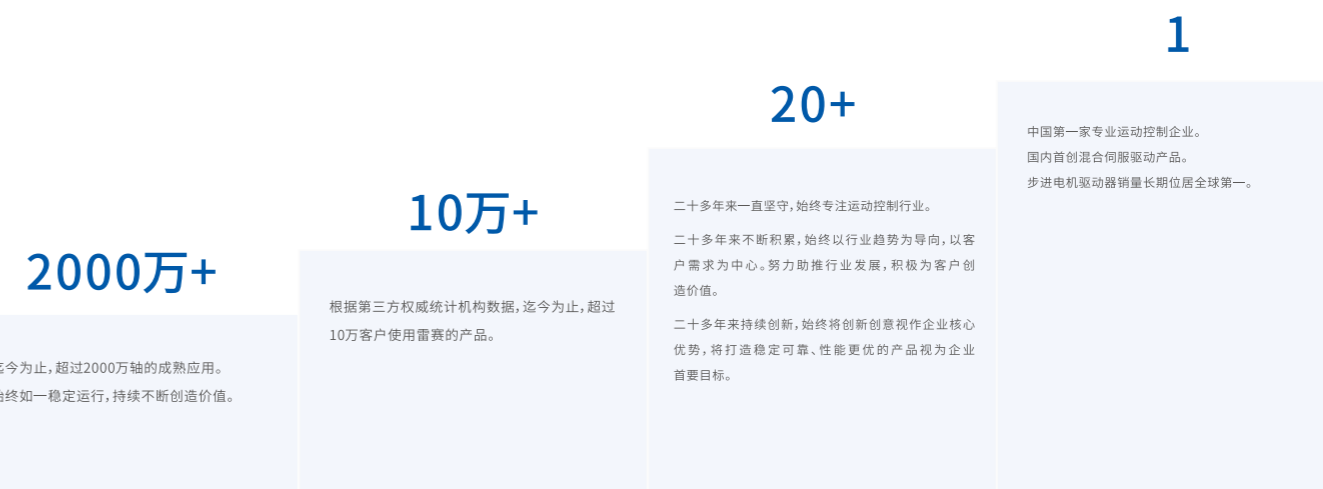 2000万+
今为止，超过2000万轴的成熟应用。
终如一稳定运行，持续不断创造价值。
10万+
根据第三方权威统计机构数据，迄今为止，超过
10万客户使用雷赛的产品。
20+
二十多年来一直坚守，始终专注运动控制行业。
二十多年来不断积累，始终以行业趋势为导向，以客
户需求为中心。努力助推行业发展，积极为客户创
造价值。
二十多年来持续创新，始终将创新创意视作企业核心
优势，将打造稳定可靠、性能更优的产品视为企业
首要目标。
1
中国第一家专业运动控制企业。
国内首创混合伺服驱动产品。
步进电机驱动器销量长期位居全球第一。